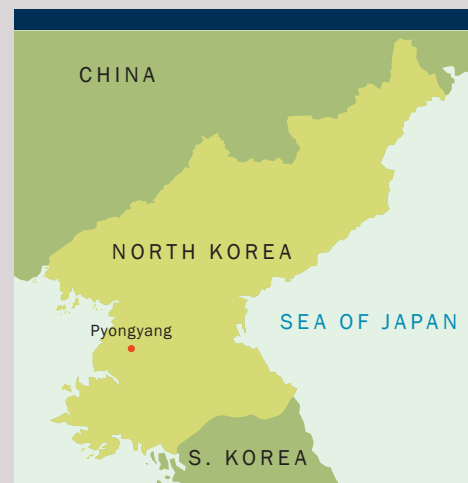 CHINA
NORTH KOREA
SEA OF JAPAN
Pyongyang
S. KOREA